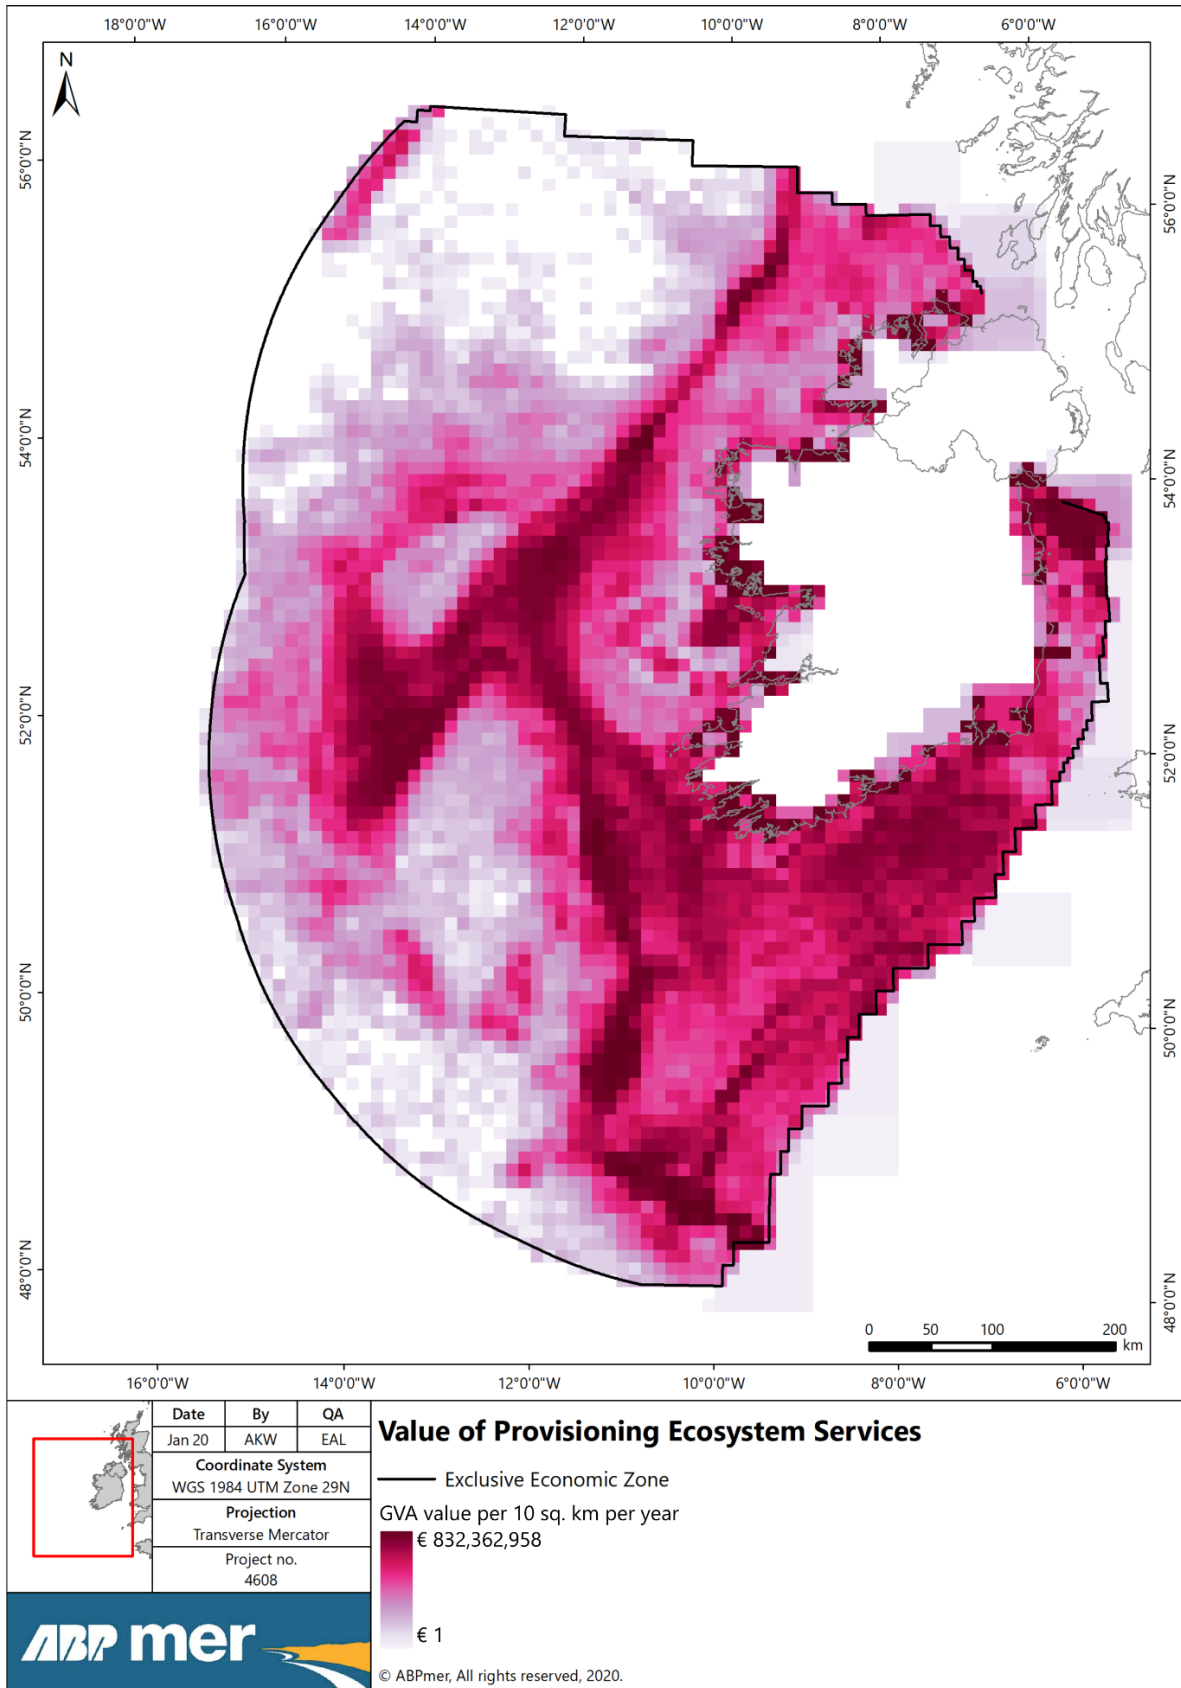 18°0'0"W 16°0'0"W 14°0'0"W 12°0'0"W 10°0'0"W 8°0'0"W 6°0'0"W
N
56°0'0"N
54°0'0"N
52°0'0"N
50°0'0"N
48°0'0"N
56°0'0"N
54°0'0"N
52°0'0"N
50°0'0"N
48°0'0"N
0 50 100 200
km
16°0'0"W 14°0'0"W 12°0'0"W 10°0'0"W 8°0'0"W 6°0'0"W
Date By QA
Jan 20 AKW EAL
Coordinate System
WGS 1984 UTM Zone 29N
Projection
Transverse Mercator
Project no.
4608
ABP mer
Value of Provisioning Ecosystem Services
Exclusive Economic Zone
GVA value per 10 sq. km per year
€ 832,362,958
€ 1
© ABPmer, All rights reserved, 2020.